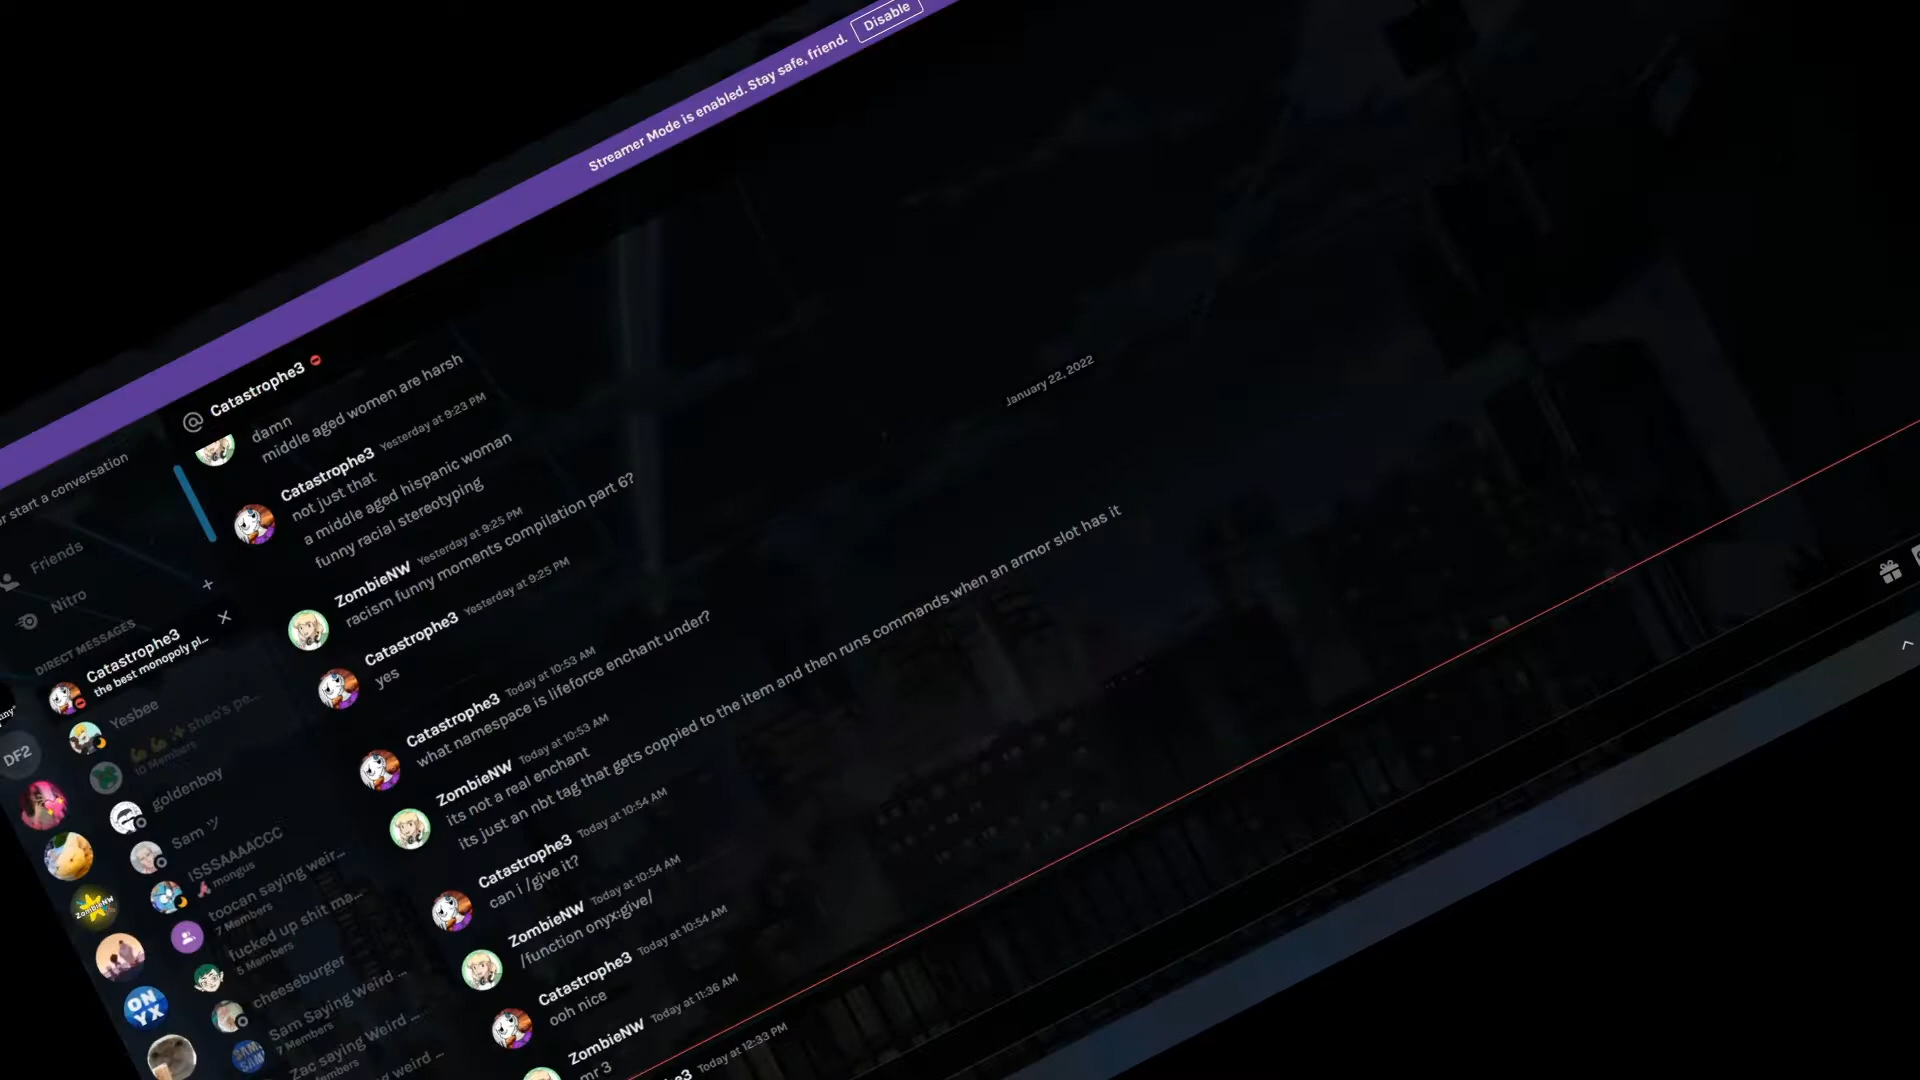 Streamer Mode is enabled. Stay safe, friend.
Disable
or start a conversation
Friends
Nitro
DIRECT MESSAGES
+
Catastrophe3
the best monopoly pl...
Yesbee
sheo's pe...
10 Members
goldenboy
Sam ツ
ISSSAAAACCC
mongus
toocan saying weir...
7 Members
fucked up shit ma...
5 Members
cheeseburger
Sam Saying Weird ...
7 Members
Zac saying Weird ...
weird ...
DF2
ZombieNW
ON
YX
@ Catastrophe3
damn
middle aged women are harsh
Catastrophe3 Yesterday at 9:23 PM
not just that
a middle aged hispanic woman
funny racial stereotyping
ZombieNW Yesterday at 9:25 PM
racism funny moments compilation part 6?
Catastrophe3 Yesterday at 9:25 PM
yes
January 22, 2022
Catastrophe3 Today at 10:53 AM
what namespace is lifeforce enchant under?
ZombieNW Today at 10:53 AM
its not a real enchant
its just an nbt tag that gets coppied to the item and then runs commands when an armor slot has it
Catastrophe3 Today at 10:54 AM
can i /give it?
ZombieNW Today at 10:54 AM
/function onyx:give/
Catastrophe3 Today at 10:54 AM
ooh nice
ZombieNW Today at 11:36 AM
mr 3
Today at 12:33 PM